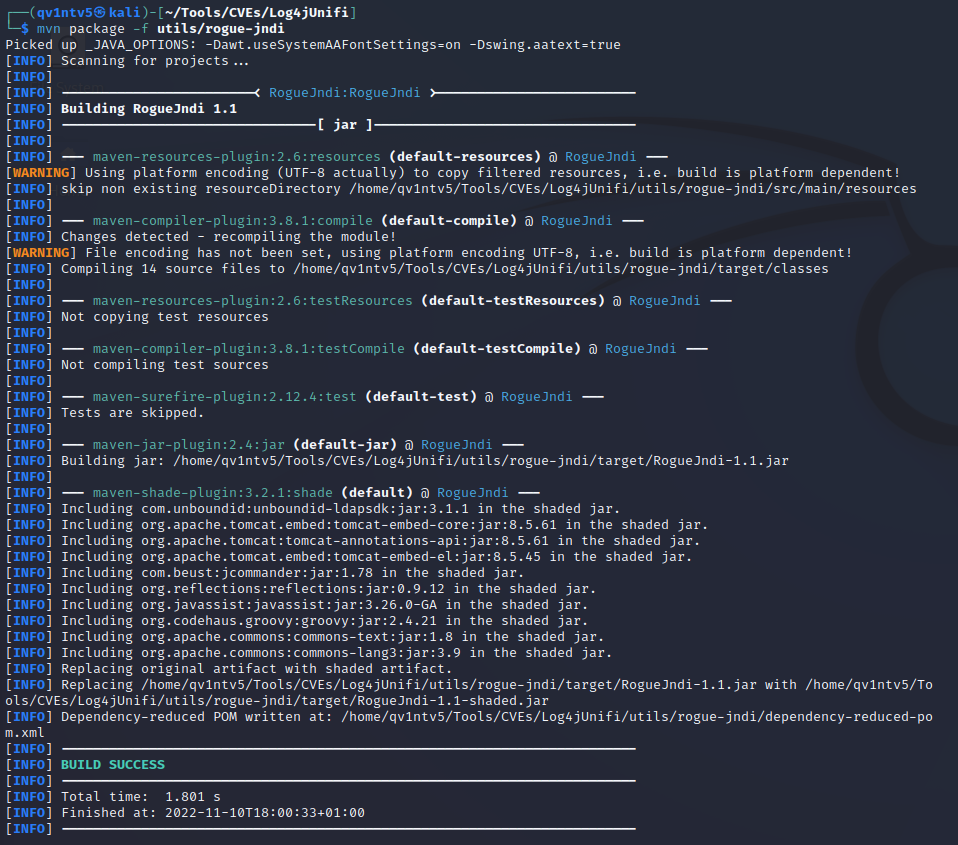 ┌──(qv1ntv5㉿kali)-[~/Tools/CVEs/Log4jUnifi]
└─$ mvn package -f utils/rogue-jndi
Picked up _JAVA_OPTIONS: -Dawt.useSystemAAFontSettings=on -Dswing.aatext=true
[INFO] Scanning for projects...
[INFO]
[INFO] ------------------------< RogueJndi:RogueJndi >-------------------------
[INFO] Building RogueJndi 1.1
[INFO] --------------------------------[ jar ]---------------------------------
[INFO]
[INFO] --- maven-resources-plugin:2.6:resources (default-resources) @ RogueJndi ---
[WARNING] Using platform encoding (UTF-8 actually) to copy filtered resources, i.e. build is platform dependent!
[INFO] skip non existing resourceDirectory /home/qv1ntv5/Tools/CVEs/Log4jUnifi/utils/rogue-jndi/src/main/resources
[INFO]
[INFO] --- maven-compiler-plugin:3.8.1:compile (default-compile) @ RogueJndi ---
[INFO] Changes detected - recompiling the module!
[WARNING] File encoding has not been set, using platform encoding UTF-8, i.e. build is platform dependent!
[INFO] Compiling 14 source files to /home/qv1ntv5/Tools/CVEs/Log4jUnifi/utils/rogue-jndi/target/classes
[INFO]
[INFO] --- maven-resources-plugin:2.6:testResources (default-testResources) @ RogueJndi ---
[INFO] Not copying test resources
[INFO]
[INFO] --- maven-compiler-plugin:3.8.1:testCompile (default-testCompile) @ RogueJndi ---
[INFO] Not compiling test sources
[INFO]
[INFO] --- maven-surefire-plugin:2.12.4:test (default-test) @ RogueJndi ---
[INFO] Tests are skipped.
[INFO]
[INFO] --- maven-jar-plugin:2.4:jar (default-jar) @ RogueJndi ---
[INFO] Building jar: /home/qv1ntv5/Tools/CVEs/Log4jUnifi/utils/rogue-jndi/target/RogueJndi-1.1.jar
[INFO]
[INFO] --- maven-shade-plugin:3.2.1:shade (default) @ RogueJndi ---
[INFO] Including com.unboundid:unboundid-ldapsdk:jar:3.1.1 in the shaded jar.
[INFO] Including org.apache.tomcat.embed:tomcat-embed-core:jar:8.5.61 in the shaded jar.
[INFO] Including org.apache.tomcat:tomcat-annotations-api:jar:8.5.61 in the shaded jar.
[INFO] Including org.apache.tomcat.embed:tomcat-embed-el:jar:8.5.45 in the shaded jar.
[INFO] Including com.beust:jcommander:jar:1.78 in the shaded jar.
[INFO] Including org.reflections:reflections:jar:0.9.12 in the shaded jar.
[INFO] Including org.javassist:javassist:jar:3.26.0-GA in the shaded jar.
[INFO] Including org.codehaus.groovy:groovy:jar:2.4.21 in the shaded jar.
[INFO] Including org.apache.commons:commons-text:jar:1.8 in the shaded jar.
[INFO] Including org.apache.commons:commons-lang3:jar:3.9 in the shaded jar.
[INFO] Replacing original artifact with shaded artifact.
[INFO] Replacing /home/qv1ntv5/Tools/CVEs/Log4jUnifi/utils/rogue-jndi/target/RogueJndi-1.1.jar with /home/qv1ntv5/To
ols/CVEs/Log4jUnifi/utils/rogue-jndi/target/RogueJndi-1.1-shaded.jar
[INFO] Dependency-reduced POM written at: /home/qv1ntv5/Tools/CVEs/Log4jUnifi/utils/rogue-jndi/dependency-reduced-po
m.xml
[INFO] ------------------------------------------------------------------------
[INFO] BUILD SUCCESS
[INFO] ------------------------------------------------------------------------
[INFO] Total time:  1.801 s
[INFO] Finished at: 2022-11-10T18:00:33+01:00
[INFO] ------------------------------------------------------------------------